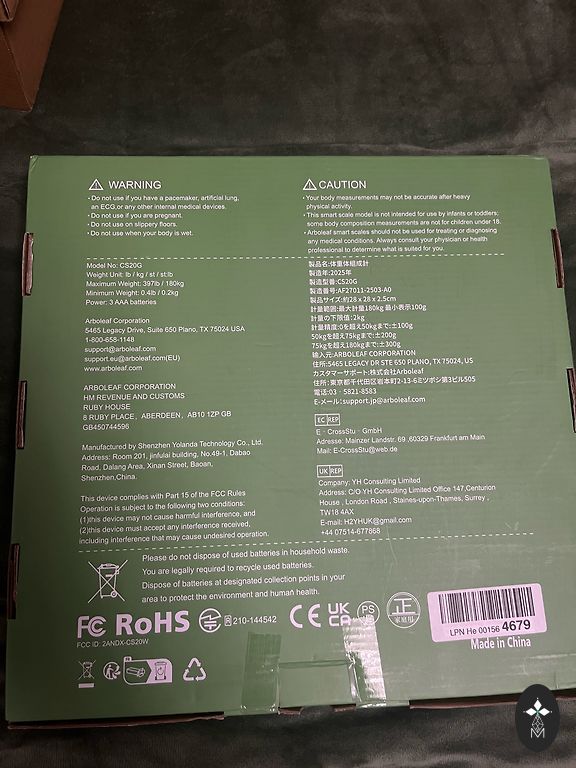 WARNING
· Do not use if you have a pacemaker, artificial lung,
an ECG,or any other internal medical devices.
· Do not use if you are pregnant.
· Do not use on slippery floors.
· Do not use when your body is wet.
CAUTION
· Your body measurements may not be accurate after heavy
physical activity.
· This smart scale model is not intended for use by infants or toddlers;
some body composition measurements are not for children under 18.
· Arboleaf smart scales should not be used for treating or diagnosing
any medical conditions. Always consult your physician or health
professional to determine what is suited for you.
Model No: CS20G
Weight Unit: lb / kg / st / st:lb
Maximum Weight: 397lb / 180kg
Minimum Weight: 0.4lb / 0.2kg
Power: 3 AAA batteries
Arboleaf Corporation
5465 Legacy Drive, Suite 650 Plano, TX 75024 USA
1-800-658-1148
support@arboleaf.com
support.eu@arboleaf.com(EU)
www.arboleaf.com
ARBOLEAF CORPORATION
HM REVENUE AND CUSTOMS
RUBY HOUSE
8 RUBY PLACE, ABERDEEN, AB10 1ZP GB
GB450744596
Manufactured by Shenzhen Yolanda Technology Co., Ltd.
Address: Room 201, jinfulai building, No.49-1, Dabao
Road, Dalang Area, Xinan Street, Baoan,
Shenzhen,China.
This device complies with Part 15 of the FCC Rules
Operation is subject to the following two conditions:
(1)this device may not cause harmful interference, and
(2)this device must accept any interference received,
including interference that may cause undesired operation.
製品名:体重体組成計
製造年:2025年
製造型番:CS20G
製造番号:AF27011-2503-A0
製品サイズ:約28 x 28 x 2.5cm
計量範囲:最大計量180kg 最小表示100g
計量の下限値:2kg
計量精度:0を超え50kgまで:±100g
50kgを超え75kgまで:±200g
75kgを超え180kgまで:±300g
輸入元:ARBOLEAF CORPORATION
住所:5465 LEGACY DR STE 650 PLANO, TX 75024, US
カスタマーサポート:株式会社Arboleaf
住所:東京都千代田区岩本町2-13-6ミツボシ第3ビル505
電話:03‐5821-8583
E-メール:support.jp@arboleaf.com
EC REP
E‐CrossStu‐GmbH
Adresse: Mainzer Landstr. 69 ,60329 Frankfurt am Main
Mail: E-CrossStu@web.de
UK REP
Company: YH Consulting Limited
Address: C/O YH Consulting Limited Office 147,Centurion
House , London Road , Staines-upon-Thames, Surrey ,
TW18 4AX
E-mail: H2YHUK@gmail.com
+44 07514-677868
Please do not dispose of used batteries in household waste.
You are legally required to recycle used batteries.
Dispose of batteries at designated collection points in your
area to protect the environment and human health.
FC RoHS R 210-144542 CE UK CA PS E 正 家庭用
FCC ID: 2ANDX-CS20W
LPN He 00156 4679
Made in China
M